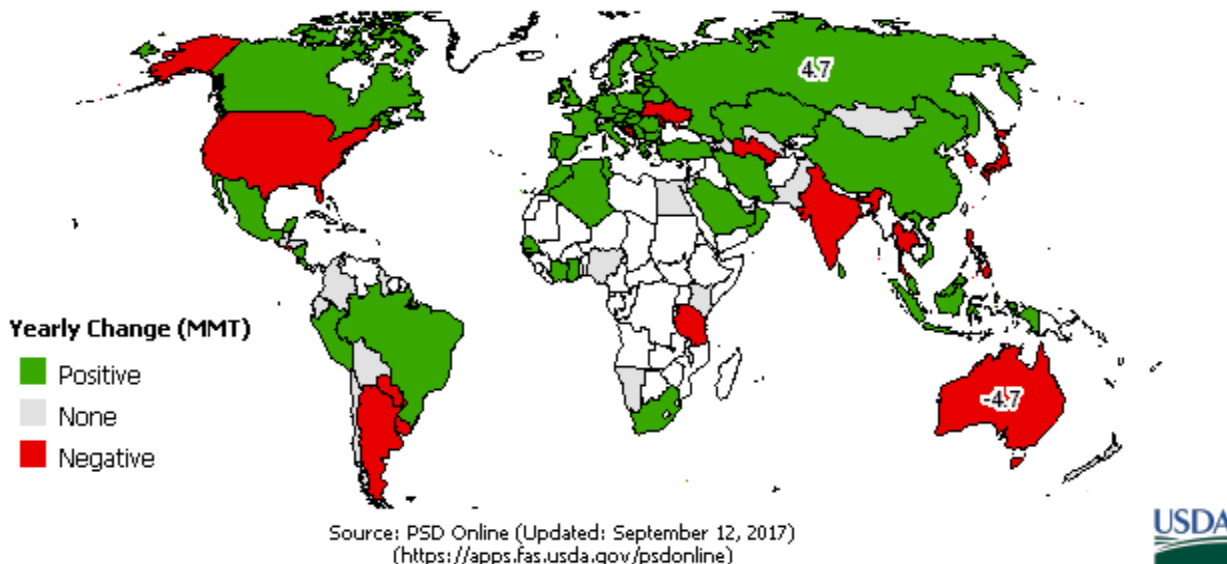 4.7
Yearly Change (MMT)
Positive
None
Negative
-4.7
Source: PSD Online (Updated: September 12, 2017)
(https://apps.fas.usda.gov/psdonline)
USDA